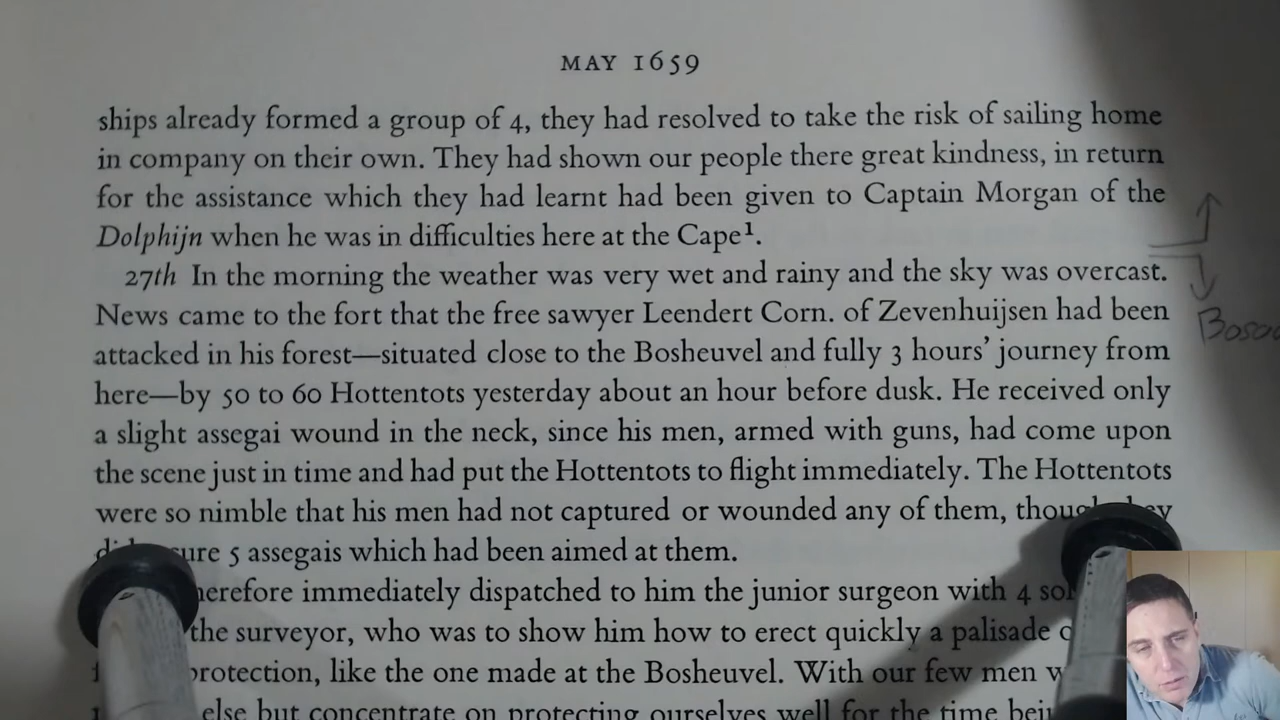 MAY 1659
ships already formed a group of 4, they had resolved to take the risk of sailing home
in company on their own. They had shown our people there great kindness, in return
for the assistance which they had learnt had been given to Captain Morgan of the
Dolphijn when he was in difficulties here at the Cape¹.
27th In the morning the weather was very wet and rainy and the sky was overcast.
News came to the fort that the free sawyer Leendert Corn. of Zevenhuijsen had been
attacked in his forest—situated close to the Bosheuvel and fully 3 hours' journey from
here—by 50 to 60 Hottentots yesterday about an hour before dusk. He received only
a slight assegai wound in the neck, since his men, armed with guns, had come upon
the scene just in time and had put the Hottentots to flight immediately. The Hottentots
were so nimble that his men had not captured or wounded any of them,
5 assegais which had been aimed at them.
immediately dispatched to him the junior surgeon with 4
the surveyor, who was to show him how to erect quickly a palisade
protection, like the one made at the Bosheuvel. With our few men
else but concentrate on protecting ourselves well for the time